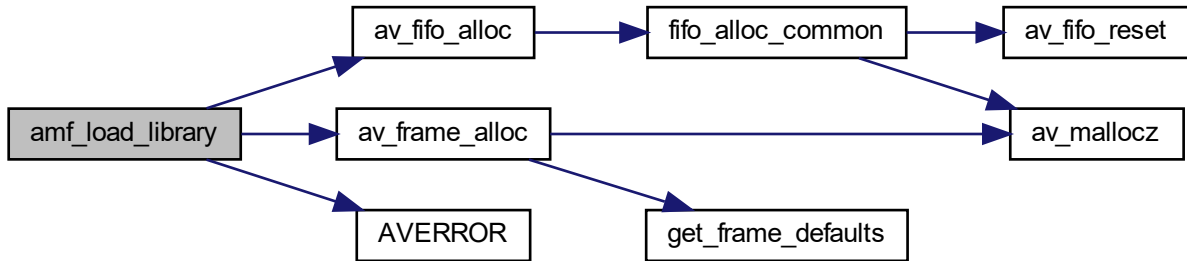 av_fifo_alloc
fifo_alloc_common
av_fifo_reset
amf_load_library
av_frame_alloc
av_mallocz
AVERROR
get_frame_defaults